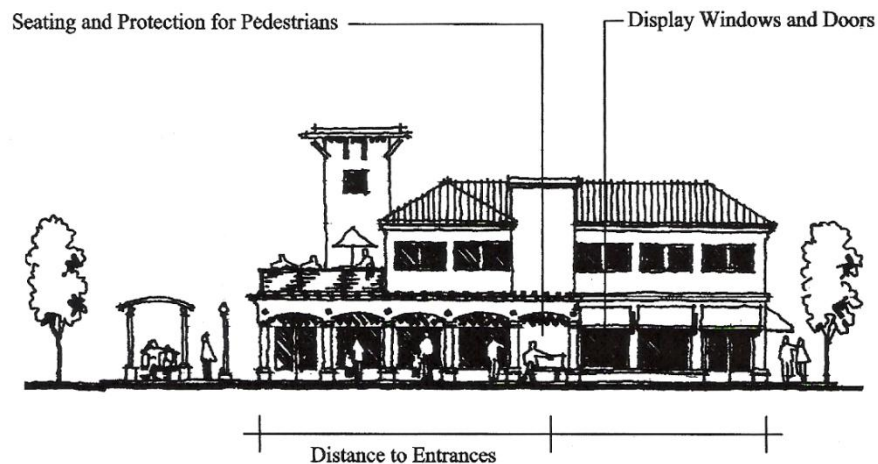 Seating and Protection for Pedestrians
Display Windows and Doors
Distance to Entrances